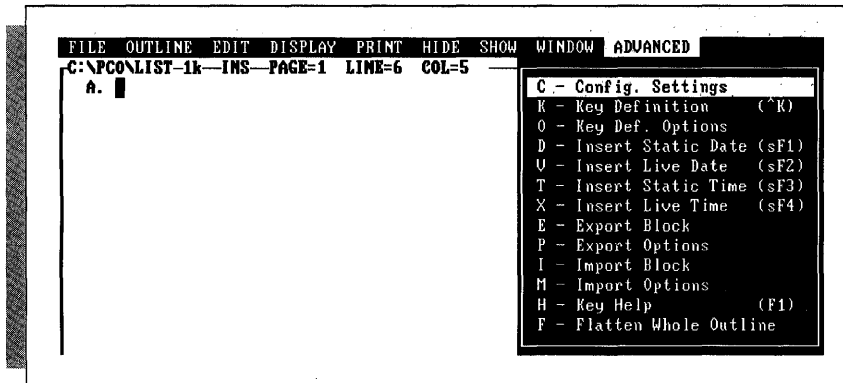 FILE OUTLINE EDIT DISPLAY PRINT HIDE SHOW WINDOW ADVANCED
C:\PCO\LIST-1k—INS—PAGE=1 LINE=6 COL=5
A.
C - Config. Settings
K - Key Definition (^K)
O - Key Def. Options
D - Insert Static Date (sF1)
V - Insert Live Date (sF2)
T - Insert Static Time (sF3)
X - Insert Live Time (sF4)
E - Export Block
P - Export Options
I - Import Block
M - Import Options
H - Key Help (F1)
F - Flatten Whole Outline